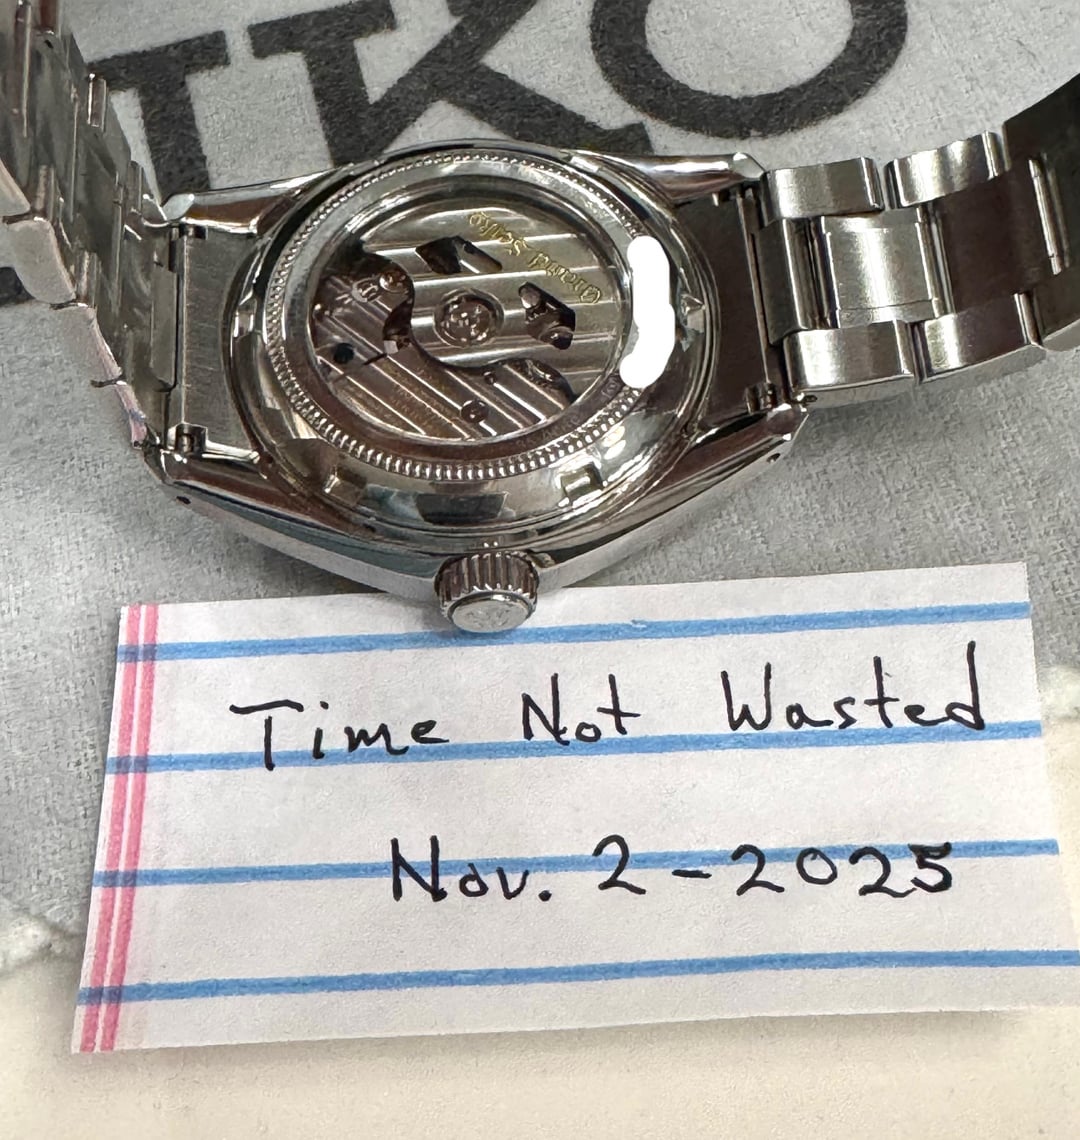 IKO
Grand Seiko
Time Not Wasted
Nov. 2-2025